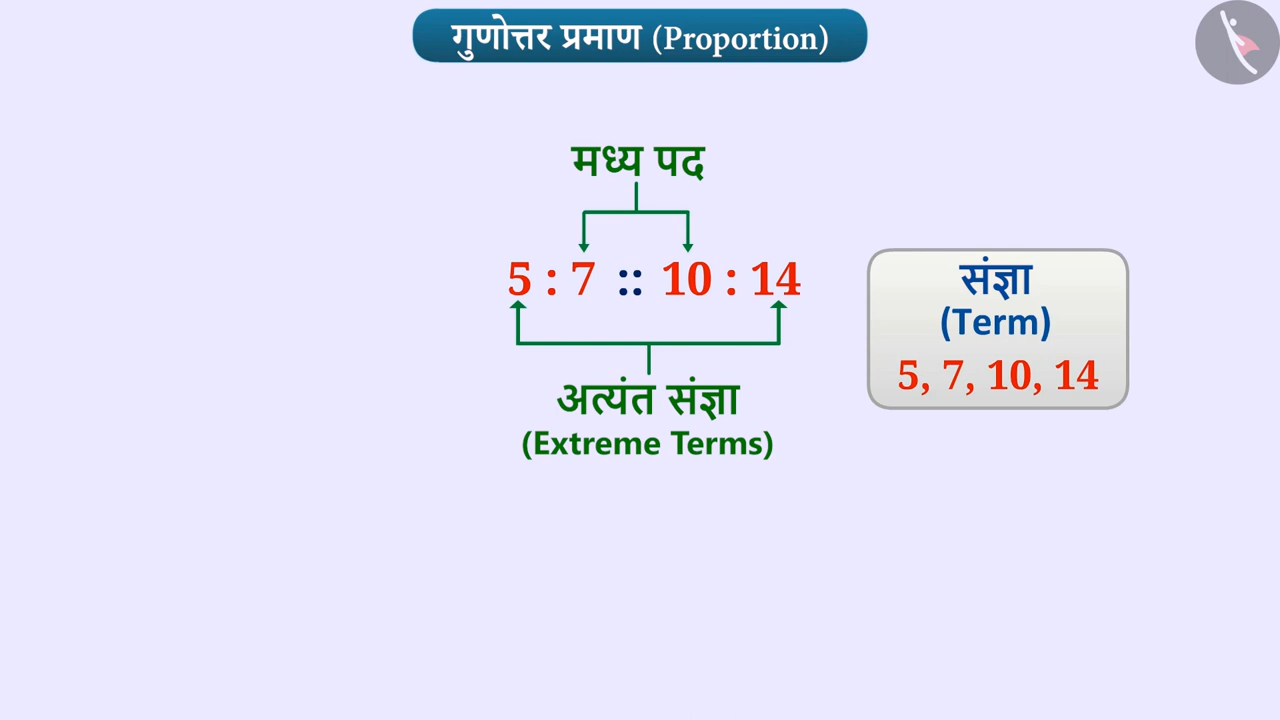 गुणोत्तर प्रमाण (Proportion)
मध्य पद
5 : 7 :: 10 : 14
अत्यंत संज्ञा
(Extreme Terms)
संज्ञा
(Term)
5, 7, 10, 14